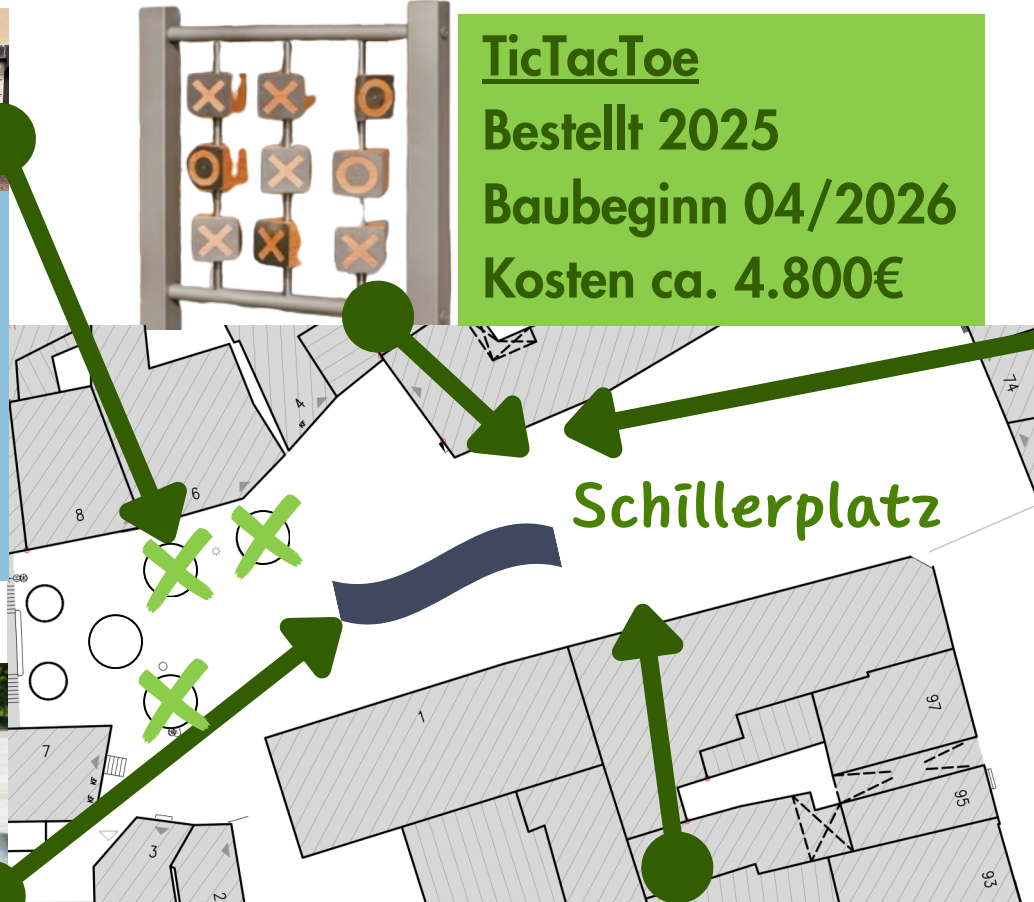 TicTacToe
Bestellt 2025
Baubeginn 04/2026
Kosten ca. 4.800€
74
4
6
8
Schillerplatz
1
7
97
95
3
2
93